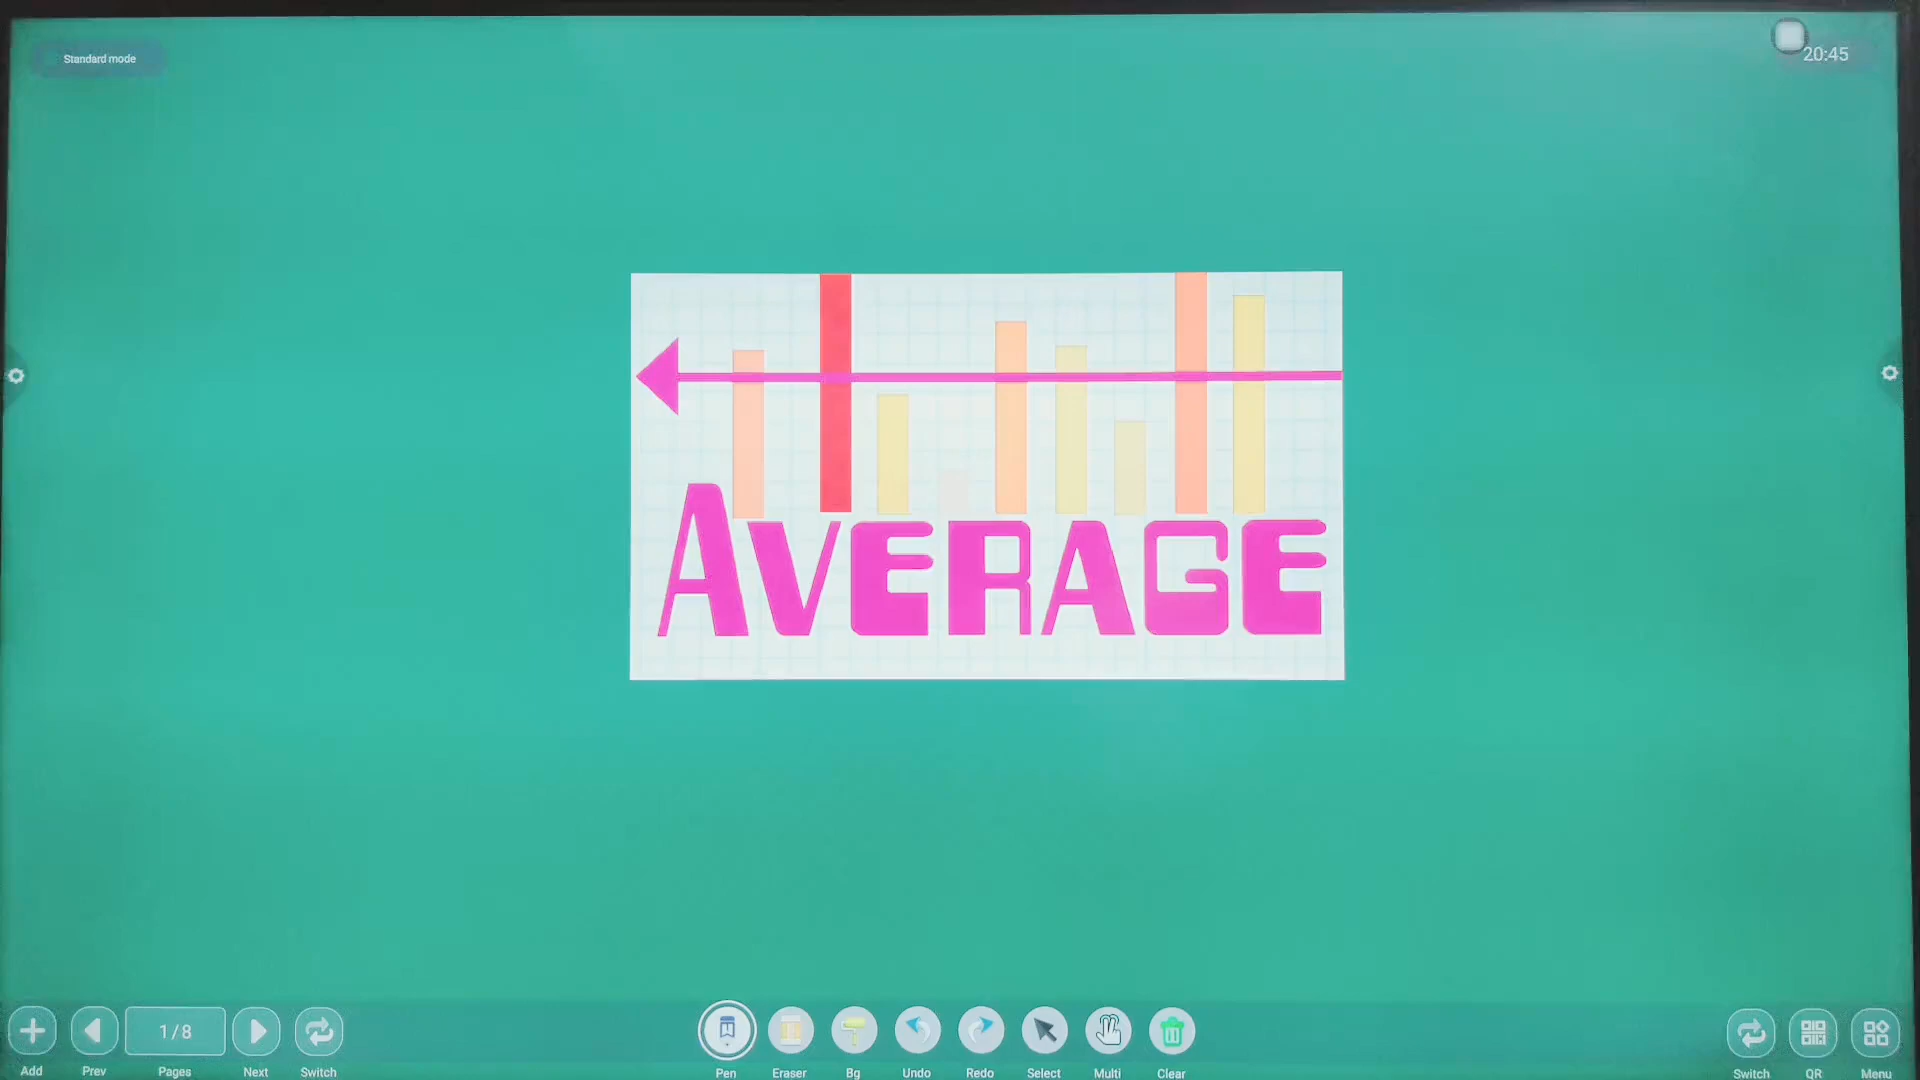 Standard mode
20:45
AVERAGE
1/8
Add Prev Pages Next Switch Pen Eraser Bg Undo Redo Select Multi Clear Switch QR Menu